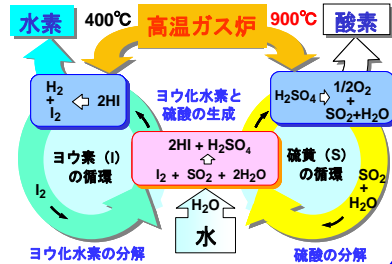 水素
400℃
高温ガス炉
900℃
酸素
H2
+
I2
2HI
ヨウ化水素と
硫酸の生成
H2SO4
1/2O2
+
SO2+H2O
ヨウ素（I）
の循環
2HI + H2SO4
I2 + SO2 + 2H2O
硫黄（S）
の循環
I2
H2O
水
SO2
+
H2O
ヨウ化水素の分解
硫酸の分解